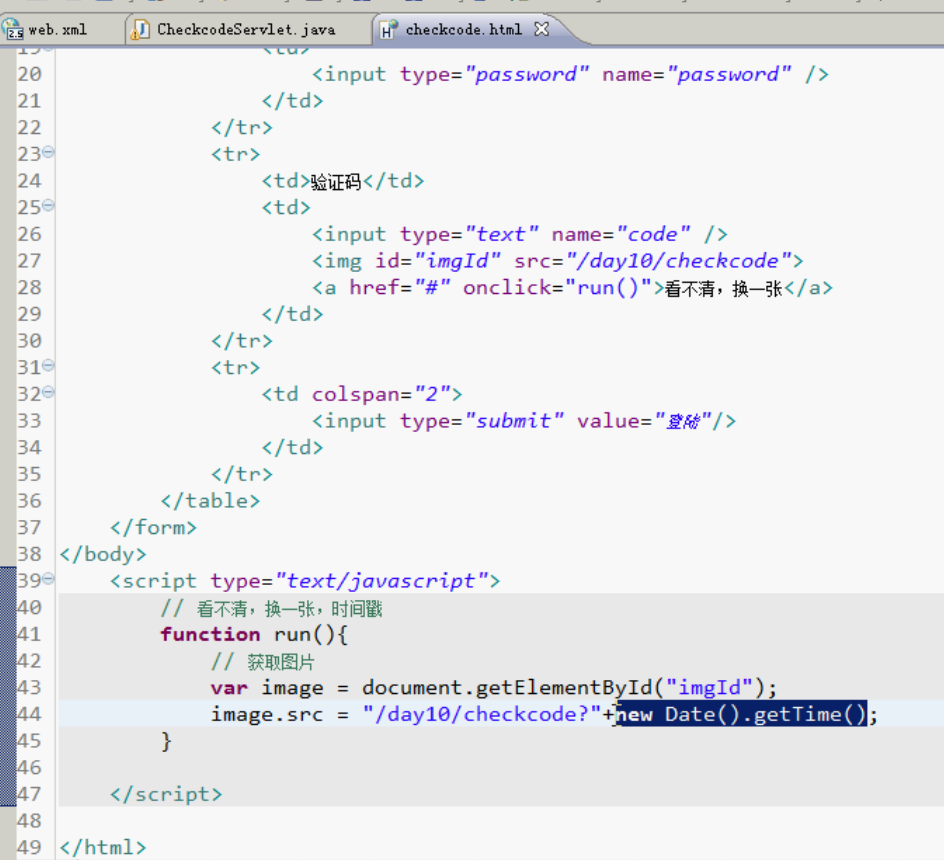 web.xml CheckcodeServlet.java checkcode.html
20 <input type="password" name="password" />
21 </td>
22 </tr>
23 <tr>
24 <td>验证码</td>
25 <td>
26 <input type="text" name="code" />
27 <img id="imgId" src="/day10/checkcode">
28 <a href="#" onclick="run()">看不清，换一张</a>
29 </td>
30 </tr>
31 <tr>
32 <td colspan="2">
33 <input type="submit" value="登陆"/>
34 </td>
35 </tr>
36 </table>
37 </form>
38 </body>
39 <script type="text/javascript">
40 // 看不清，换一张，时间戳
41 function run(){
42 // 获取图片
43 var image = document.getElementById("imgId");
44 image.src = "/day10/checkcode?"+new Date().getTime();
45 }
46
47 </script>
48
49 </html>